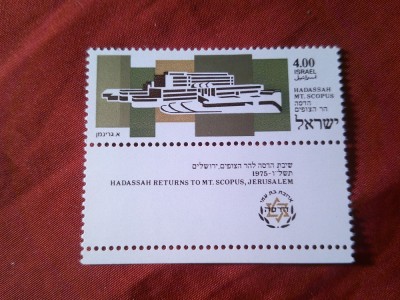 4.00
ISRAEL
اسرائيل
HADASSAH
MT. SCOPUS
הדסה
הר הצופים
ישראל
א. גרינמן
שיבת הדסה להר הצופים, ירושלים
תשל"ו-1975
HADASSAH RETURNS TO MT. SCOPUS, JERUSALEM
הדסה